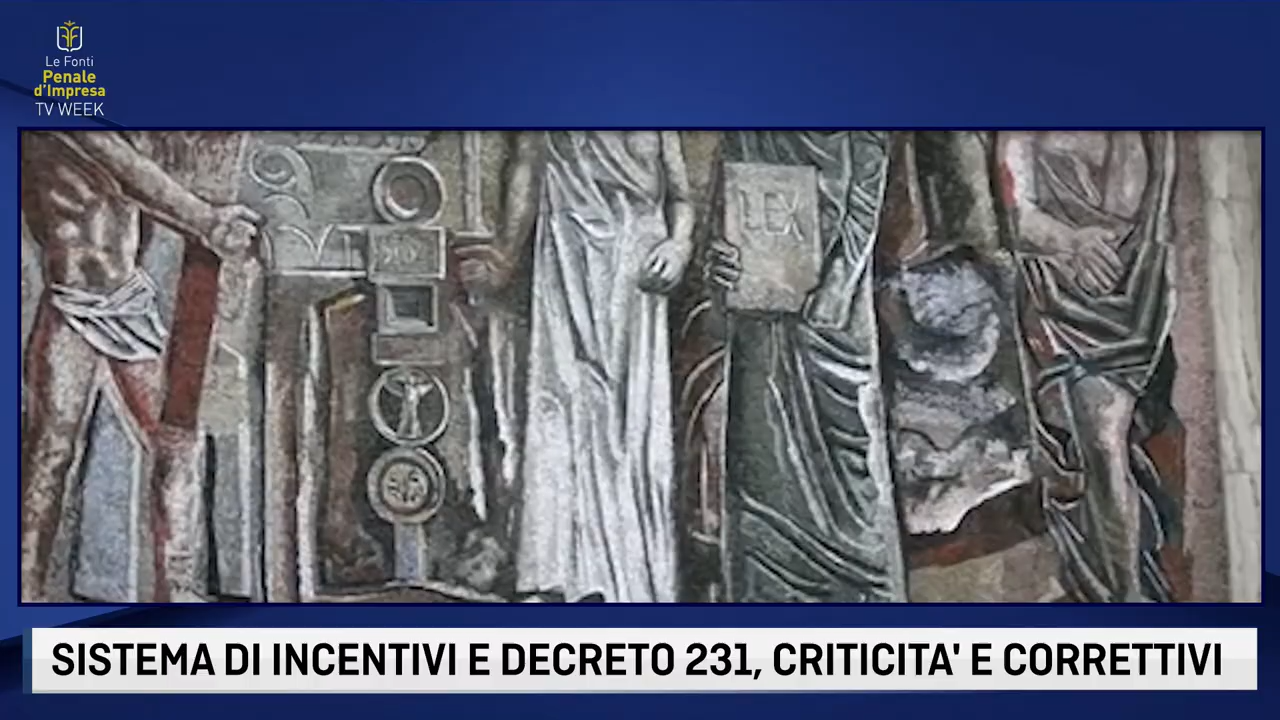 Le Fonti
Penale
d'Impresa
TV WEEK
LEX
SISTEMA DI INCENTIVI E DECRETO 231, CRITICITA' E CORRETTIVI